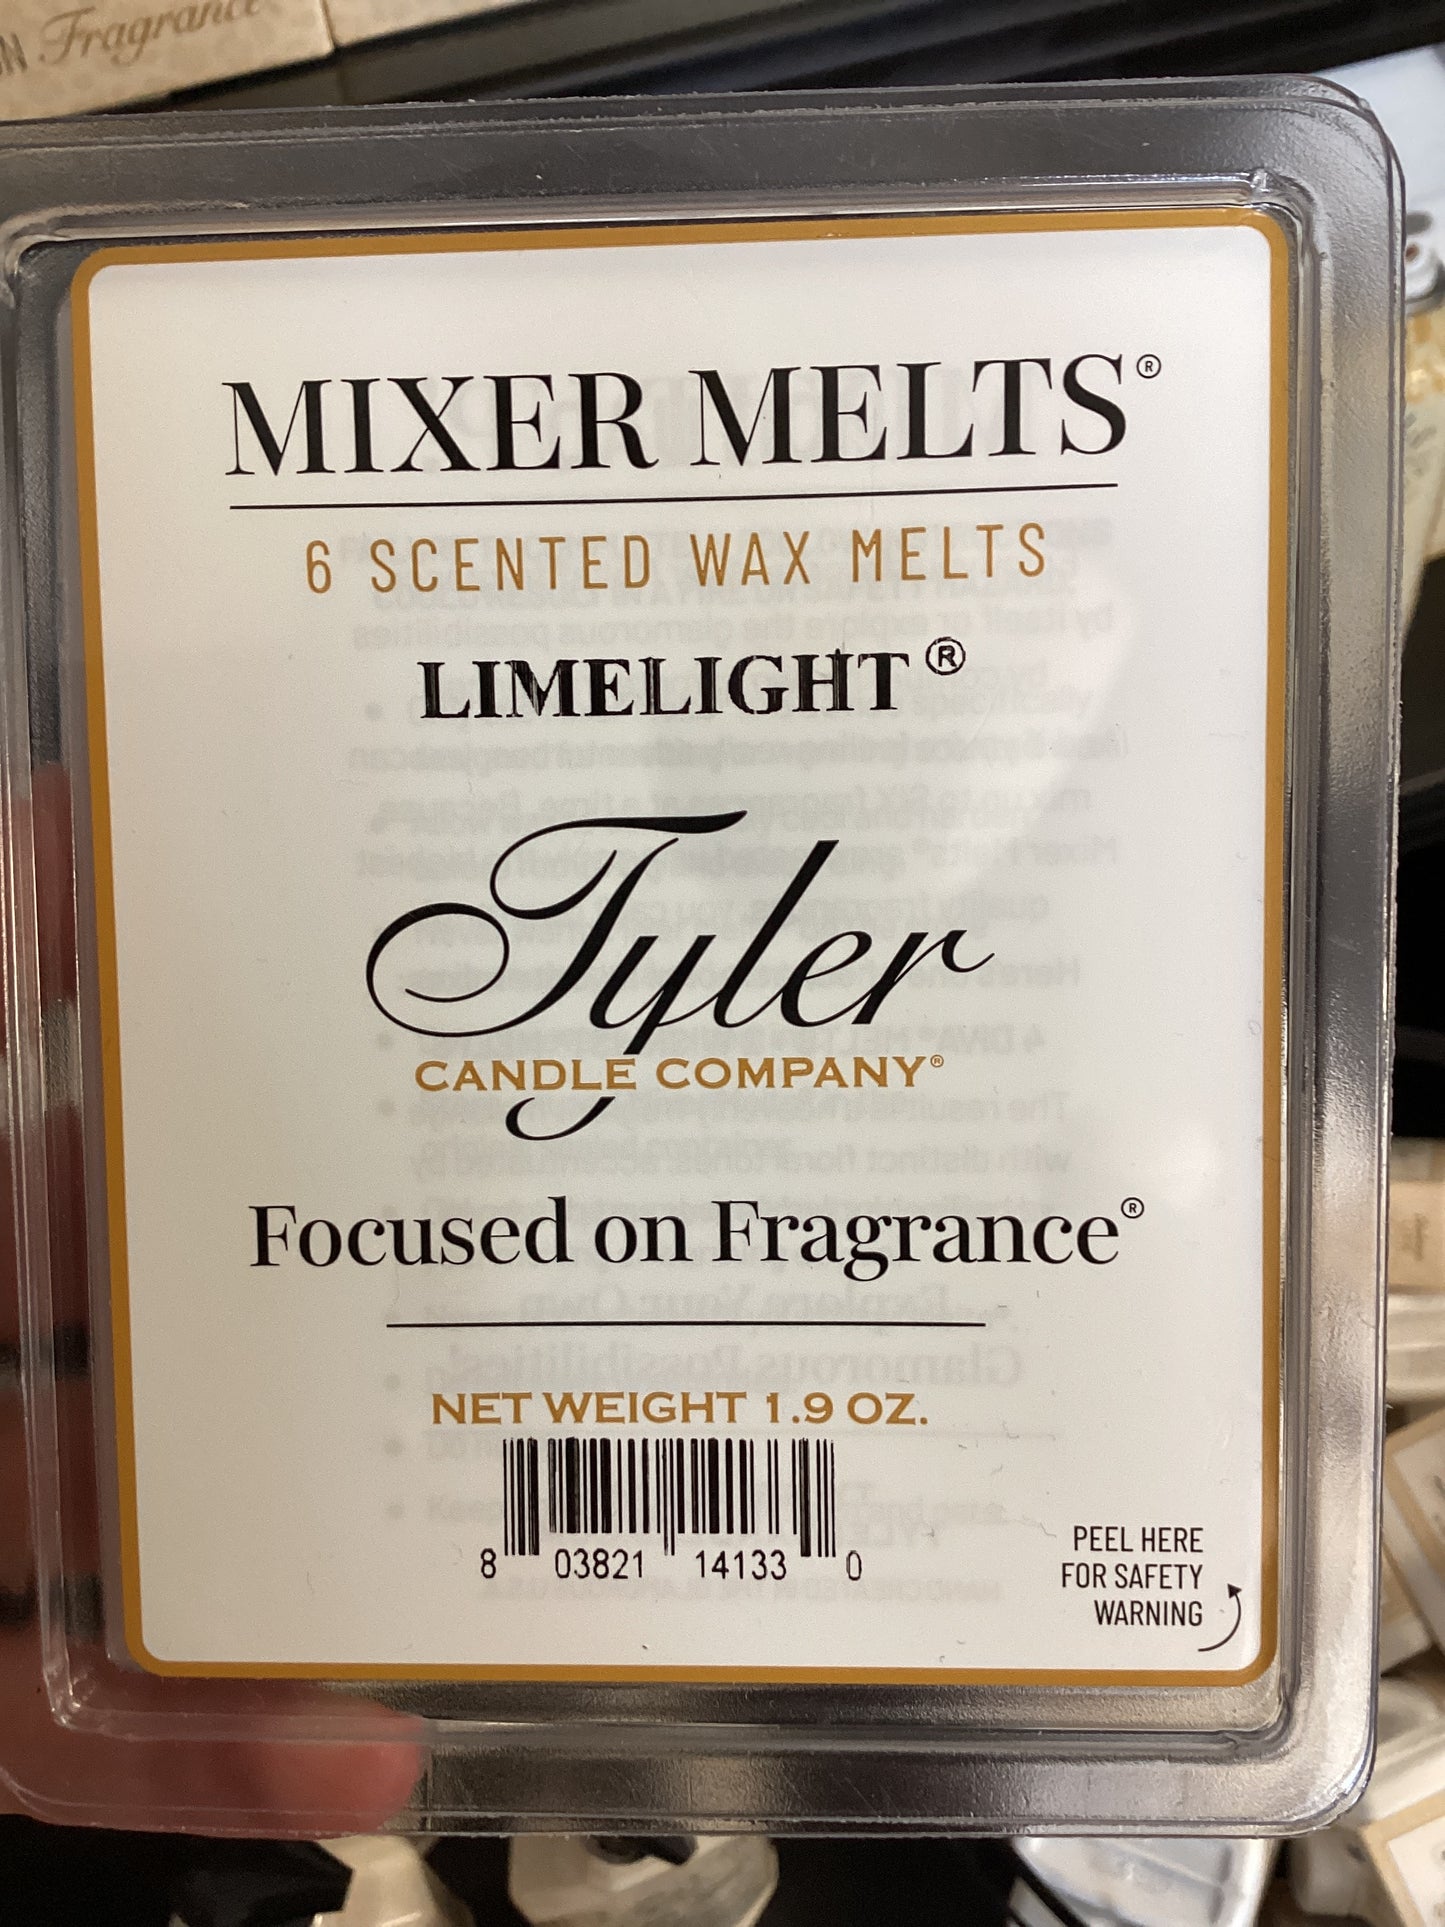 Fragrance
MIXER MELTS®
6 SCENTED WAX MELTS
LIMELIGHT®
Tyler
CANDLE COMPANY®
Focused on Fragrance®
NET WEIGHT 1.9 OZ.
8 03821 14133 0
PEEL HERE
FOR SAFETY
WARNING